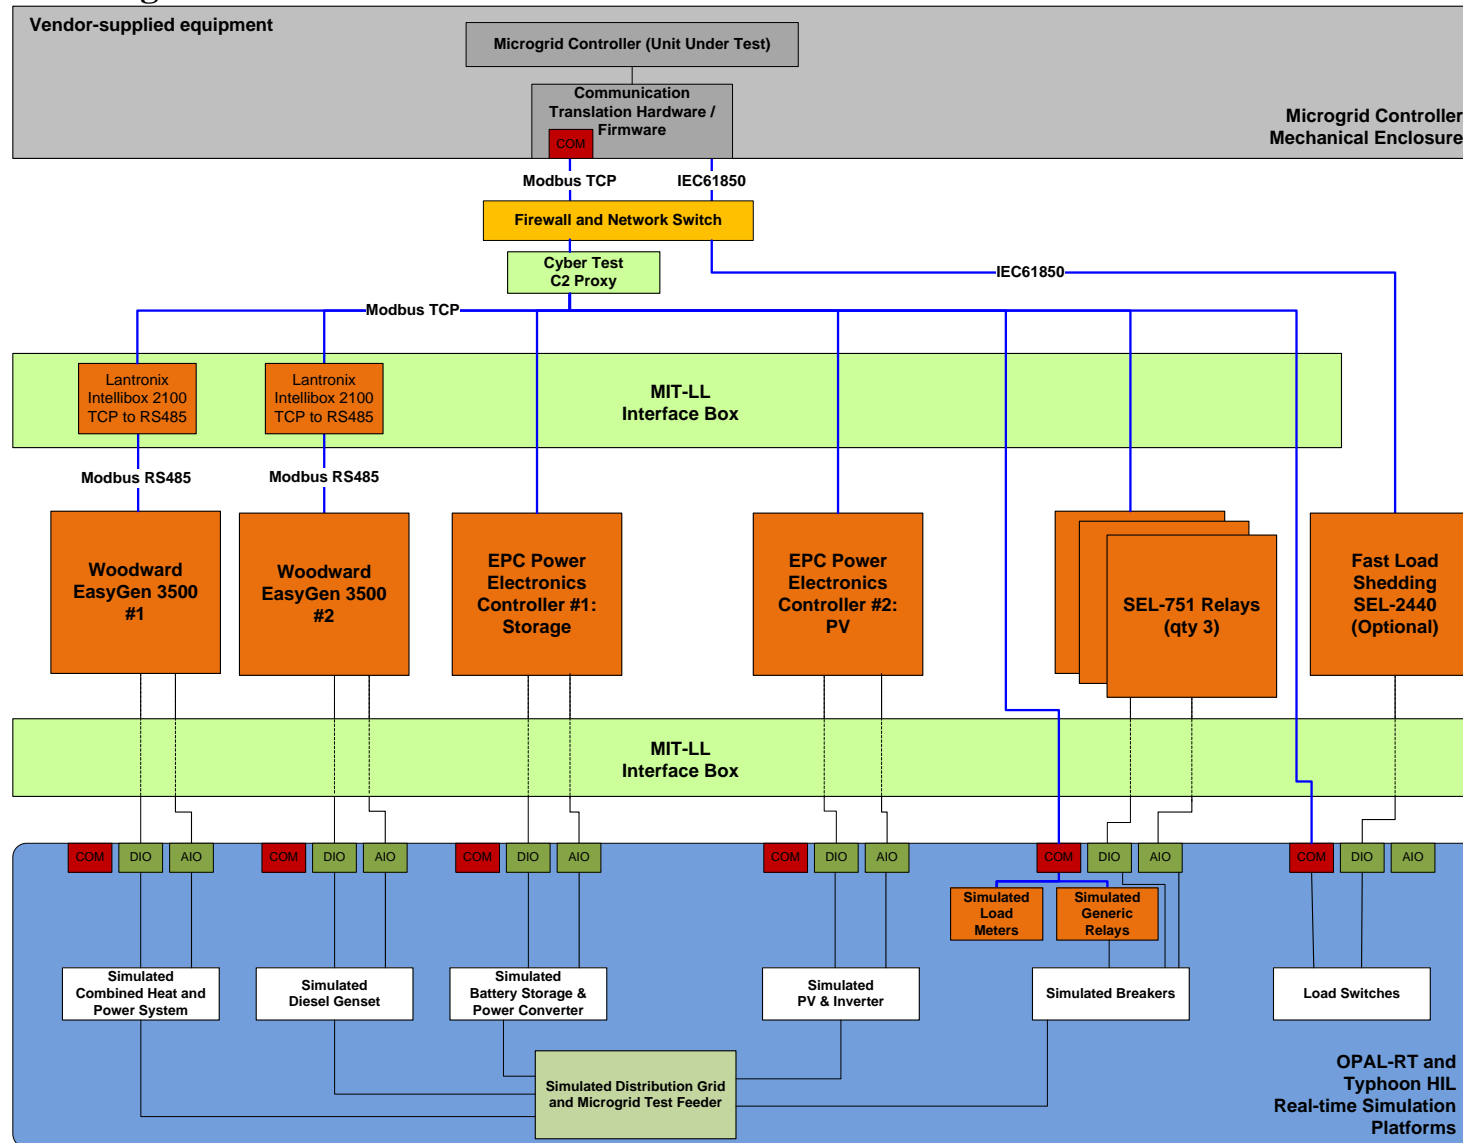 Vendor-supplied equipment
Microgrid Controller (Unit Under Test)
Communication
Translation Hardware /
Firmware
COM
Microgrid Controller
Mechanical Enclosure
Modbus TCP
IEC61850
Firewall and Network Switch
Cyber Test
C2 Proxy
IEC61850
Modbus TCP
Lantronix
Intellibox 2100
TCP to RS485
Lantronix
Intellibox 2100
TCP to RS485
MIT-LL
Interface Box
Modbus RS485
Modbus RS485
Woodward
EasyGen 3500
#1
Woodward
EasyGen 3500
#2
EPC Power
Electronics
Controller #1:
Storage
EPC Power
Electronics
Controller #2:
PV
SEL-751 Relays
(qty 3)
Fast Load
Shedding
SEL-2440
(Optional)
MIT-LL
Interface Box
COM
DIO
AIO
COM
DIO
AIO
COM
DIO
AIO
COM
DIO
AIO
COM
DIO
AIO
COM
DIO
AIO
Simulated
Load
Meters
Simulated
Generic
Relays
Simulated
Combined Heat and
Power System
Simulated
Diesel Genset
Simulated
Battery Storage &
Power Converter
Simulated
PV & Inverter
Simulated Breakers
Load Switches
Simulated Distribution Grid
and Microgrid Test Feeder
OPAL-RT and
Typhoon HIL
Real-time Simulation
Platforms